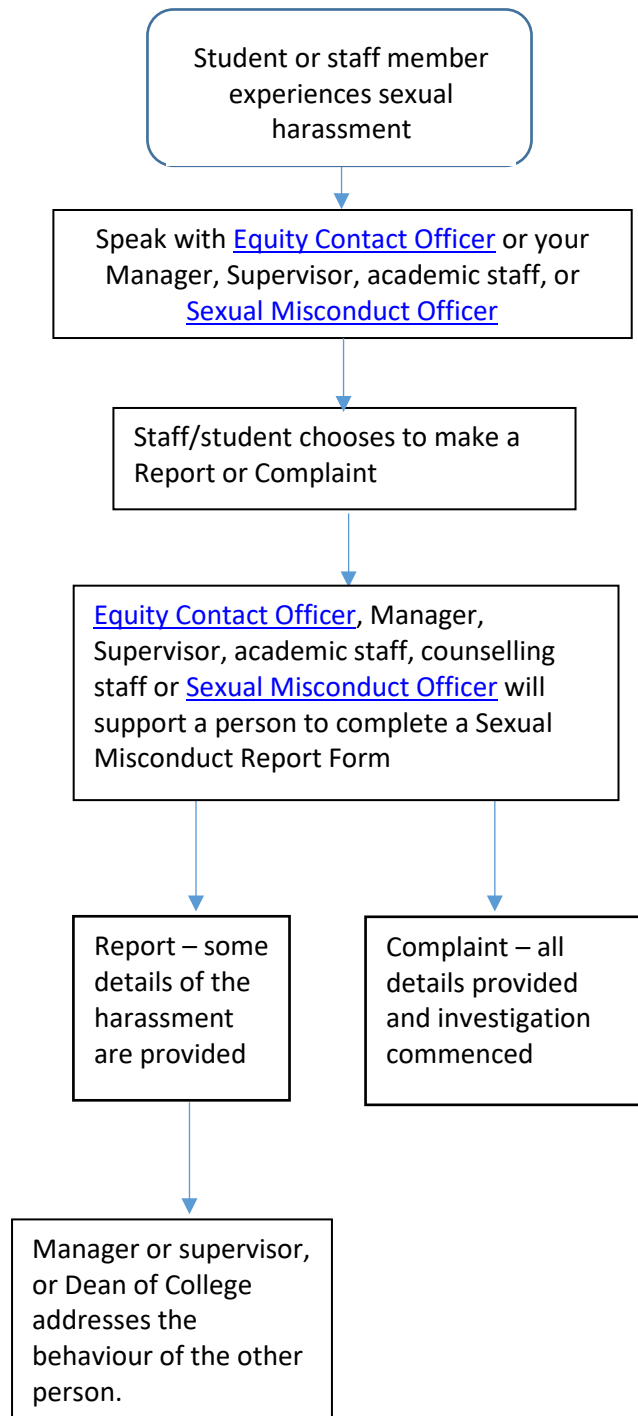 Student or staff member
experiences sexual
harassment
Speak with Equity Contact Officer or your
Manager, Supervisor, academic staff, or
Sexual Misconduct Officer
Staff/student chooses to make a
Report or Complaint
Equity Contact Officer, Manager,
Supervisor, academic staff, counselling
staff or Sexual Misconduct Officer will
support a person to complete a Sexual
Misconduct Report Form
Report – some
details of the
harassment
are provided
Complaint – all
details provided
and investigation
commenced
Manager or supervisor,
or Dean of College
addresses the
behaviour of the other
person.